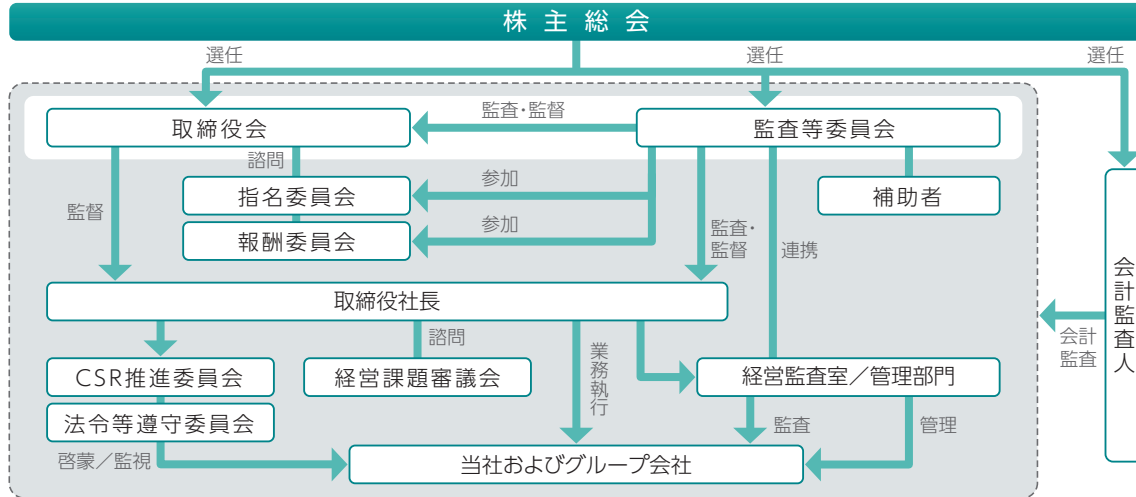 株主総会
選任
選任
選任
取締役会
監査・監督
監査等委員会
諮問
指名委員会
参加
補助者
監督
報酬委員会
参加
監査・
監督
連携
取締役社長
会計監査人
会計
監査
諮問
業務執行
CSR推進委員会
経営課題審議会
経営監査室／管理部門
法令等遵守委員会
監査
管理
啓蒙／監視
当社およびグループ会社